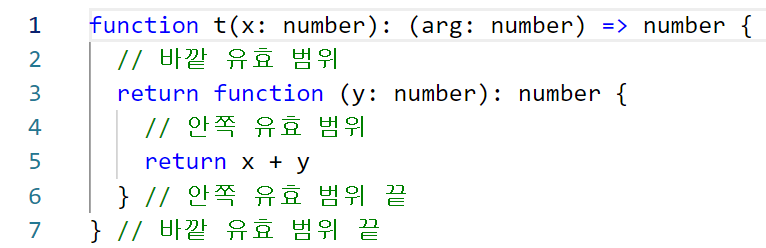 1 function t(x: number): (arg: number) => number {
2 // 바깥 유효 범위
3 return function (y: number): number {
4 // 안쪽 유효 범위
5 return x + y
6 } // 안쪽 유효 범위 끝
7 } // 바깥 유효 범위 끝